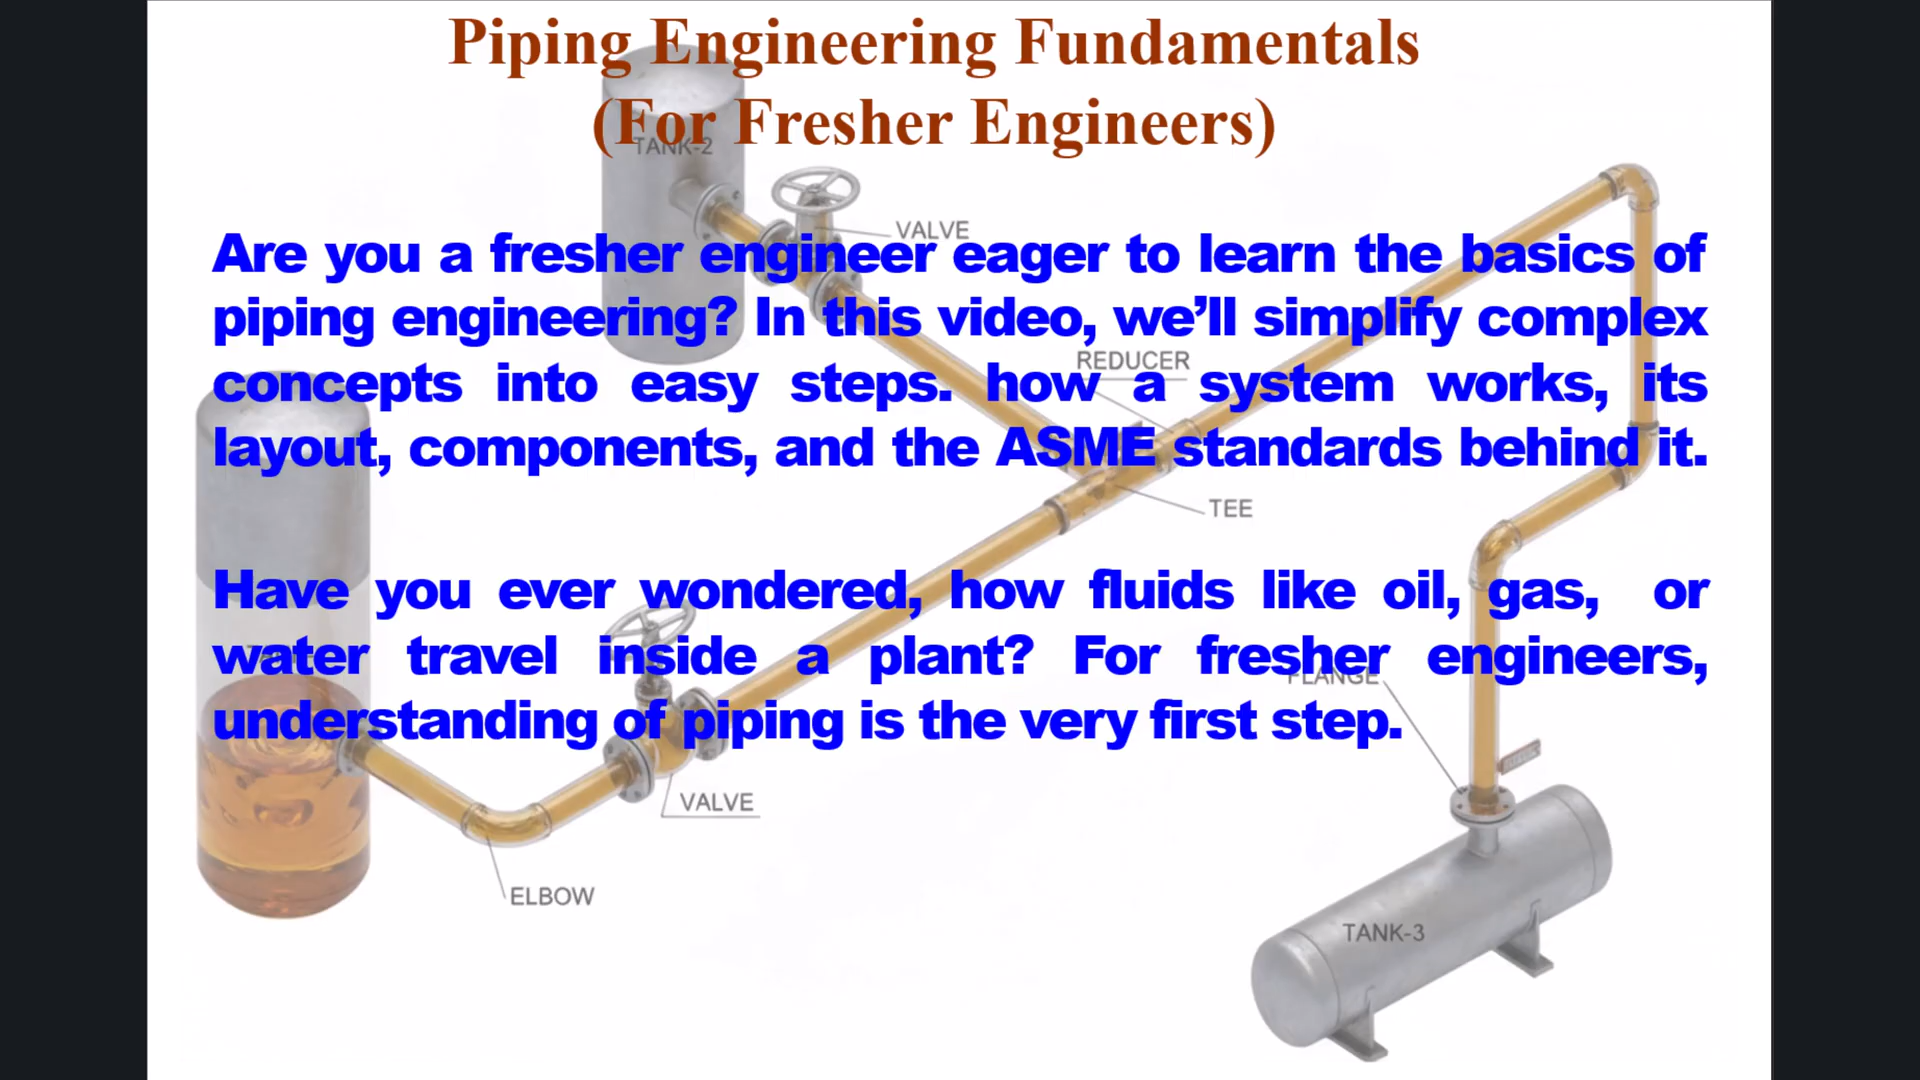 Piping Engineering Fundamentals
(For Fresher Engineers)
TANK-2
VALVE
Are you a fresher engineer eager to learn the basics of
piping engineering? In this video, we’ll simplify complex
REDUCER
concepts into easy steps. how a system works, its
layout, components, and the ASME standards behind it.
TEE
Have you ever wondered, how fluids like oil, gas, or
water travel inside a plant? For fresher engineers,
FLANGE
understanding of piping is the very first step.
VALVE
ELBOW
TANK-3